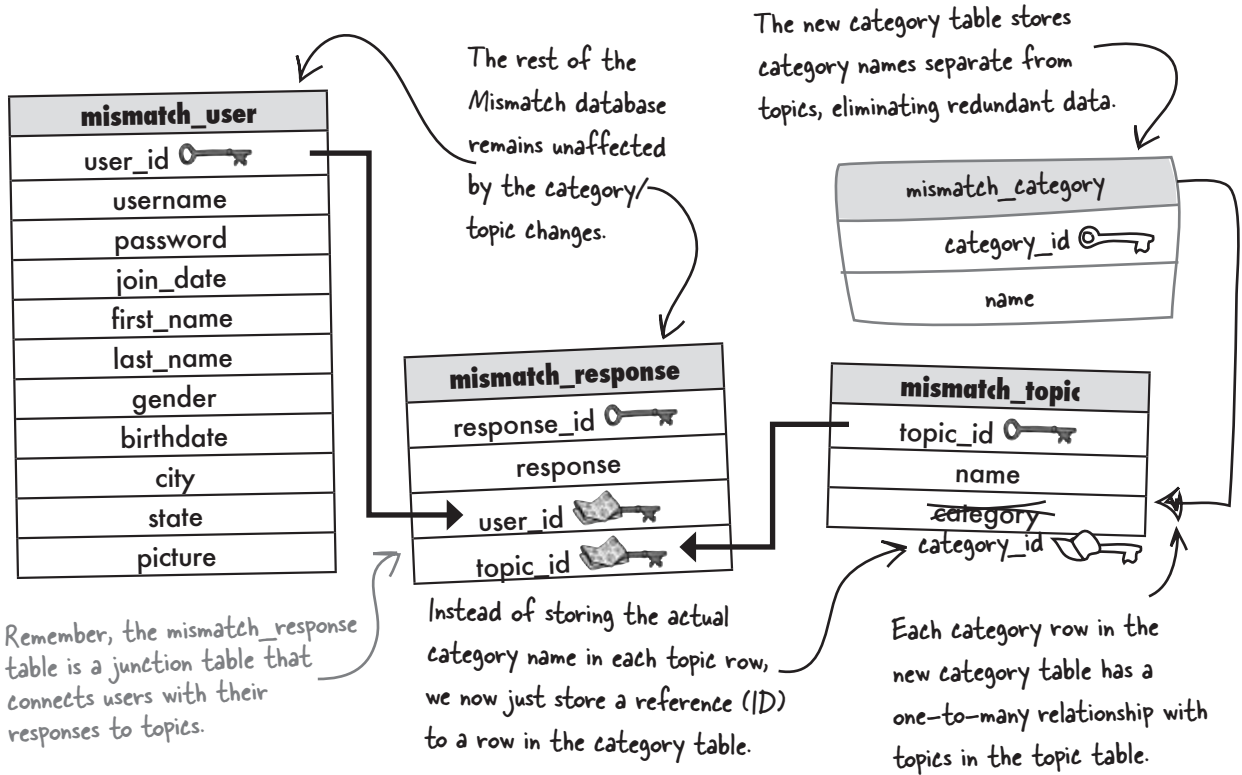 The new category table stores
category names separate from
topics, eliminating redundant data.
The rest of the
Mismatch database
remains unaffected
by the category/
topic changes.
mismatch_user
user_id
username
password
join_date
first_name
last_name
gender
birthdate
city
state
picture
mismatch_category
category_id
name
mismatch_response
response_id
response
user_id
topic_id
mismatch_topic
topic_id
name
category
category_id
Remember, the mismatch_response
table is a junction table that
connects users with their
responses to topics.
Instead of storing the actual
category name in each topic row,
we now just store a reference (ID)
to a row in the category table.
Each category row in the
new category table has a
one-to-many relationship with
topics in the topic table.